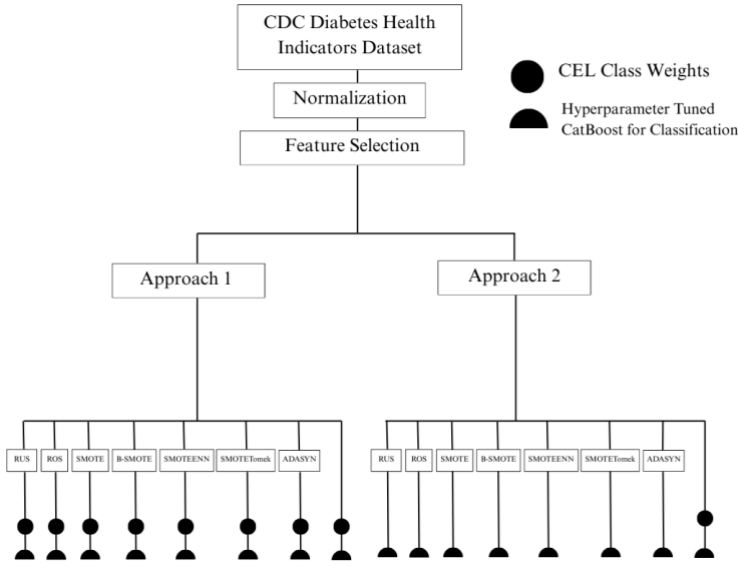 CDC Diabetes Health
Indicators Dataset
Normalization
Feature Selection
CEL Class Weights
Hyperparameter Tuned
CatBoost for Classification
Approach 1
Approach 2
RUS
ROS
SMOTE
B-SMOTE
SMOTEENN
SMOTETomek
ADASYN
RUS
ROS
SMOTE
B-SMOTE
SMOTEENN
SMOTETomek
ADASYN